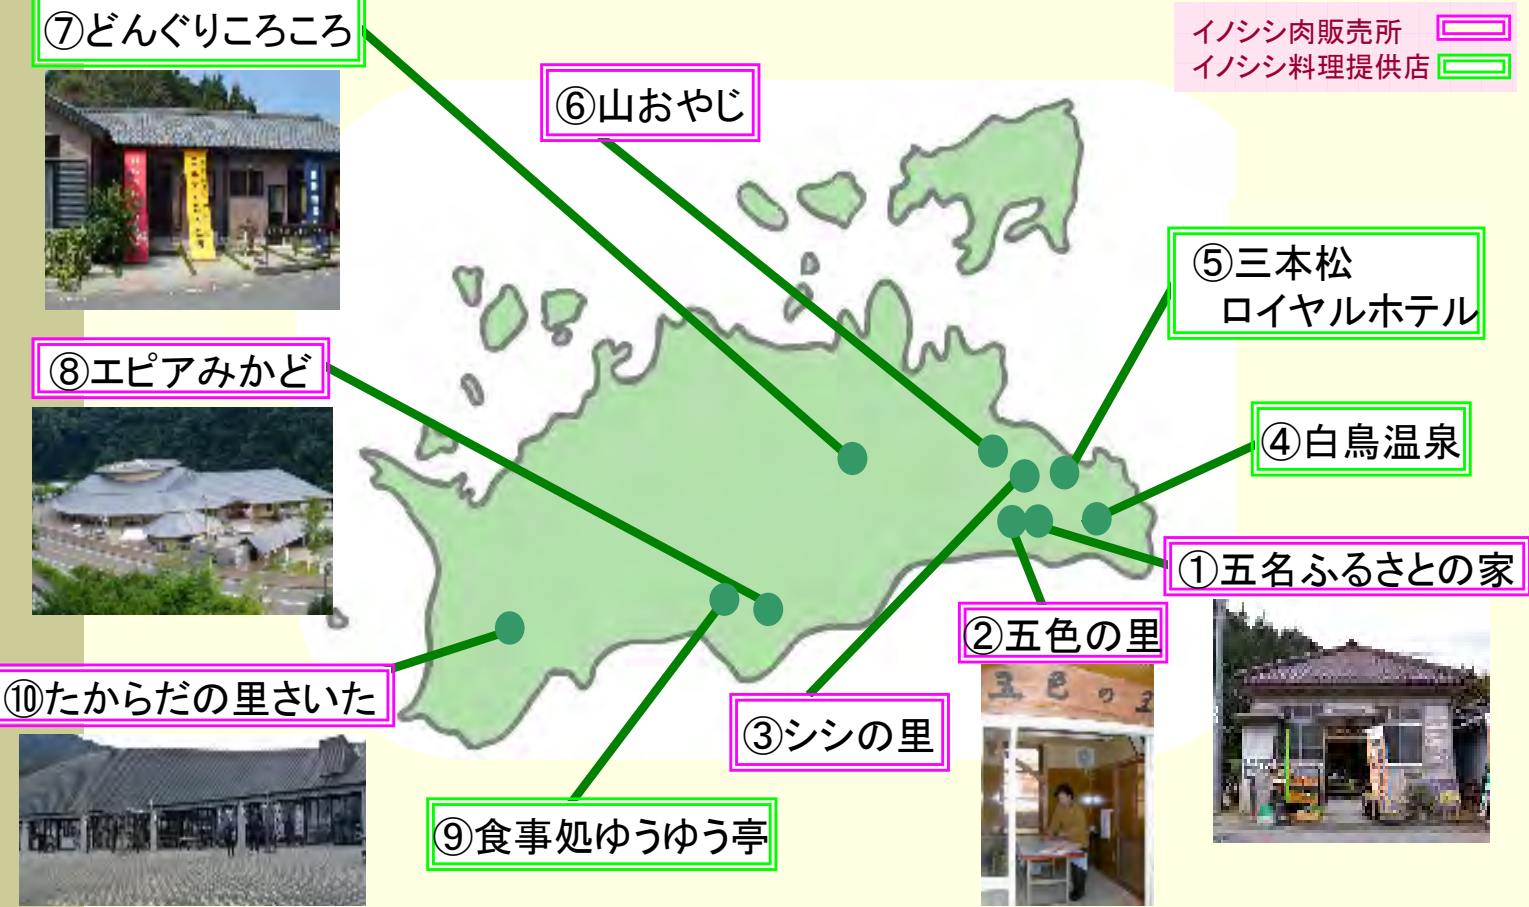 ⑦どんぐりころころ
イノシシ肉販売所
イノシシ料理提供店
⑥山おやじ
⑤三本松
ロイヤルホテル
⑧エピアみかど
④白鳥温泉
①五名ふるさとの家
②五色の里
五色の里
⑩たからだの里さいた
③シシの里
⑨食事処ゆうゆう亭